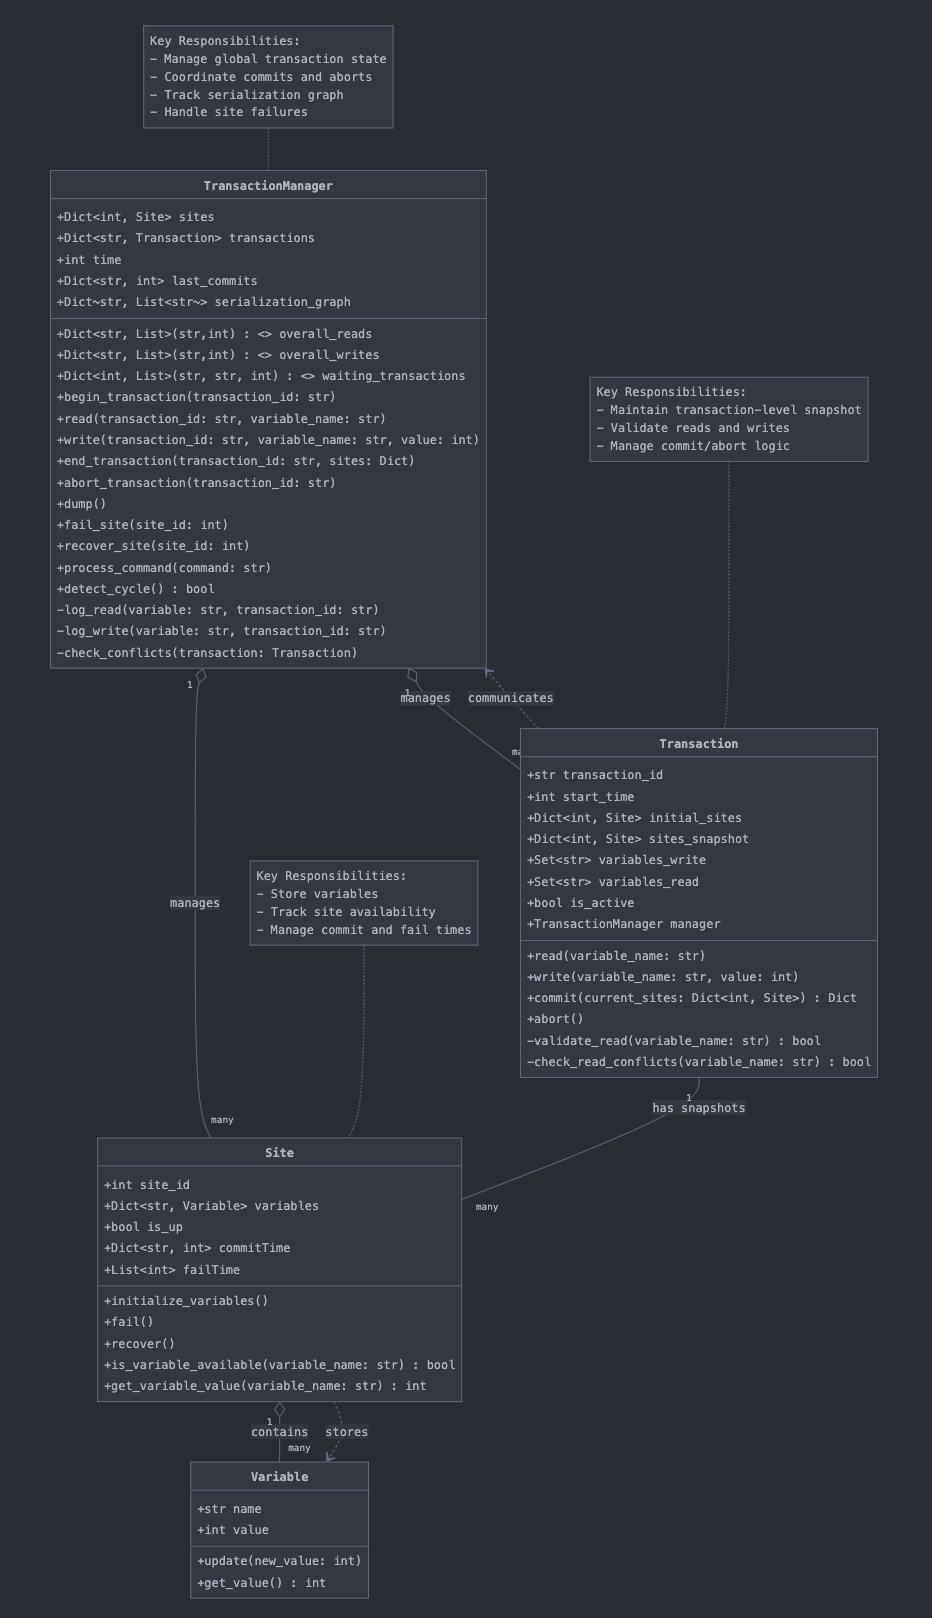 Key Responsibilities:
– Manage global transaction state
– Coordinate commits and aborts
– Track serialization graph
– Handle site failures
TransactionManager
+Dict<int, Site> sites
+Dict<str, Transaction> transactions
+int time
+Dict<str, int> last_commits
+Dict~str, List<str~> serialization_graph
+Dict<str, List>(str,int) : <> overall_reads
+Dict<str, List>(str,int) : <> overall_writes
+Dict<int, List>(str, str, int) : <> waiting_transactions
+begin_transaction(transaction_id: str)
+read(transaction_id: str, variable_name: str)
+write(transaction_id: str, variable_name: str, value: int)
+end_transaction(transaction_id: str, sites: Dict)
+abort_transaction(transaction_id: str)
+dump()
+fail_site(site_id: int)
+recover_site(site_id: int)
+process_command(command: str)
+detect_cycle() : bool
-log_read(variable: str, transaction_id: str)
-log_write(variable: str, transaction_id: str)
-check_conflicts(transaction: Transaction)
Key Responsibilities:
– Maintain transaction-level snapshot
– Validate reads and writes
– Manage commit/abort logic
1
1
manages
communicates
Transaction
+str transaction_id
+int start_time
+Dict<int, Site> initial_sites
+Dict<int, Site> sites_snapshot
+Set<str> variables_write
+Set<str> variables_read
+bool is_active
+TransactionManager manager
+read(variable_name: str)
+write(variable_name: str, value: int)
+commit(current_sites: Dict<int, Site>) : Dict
+abort()
-validate_read(variable_name: str) : bool
-check_read_conflicts(variable_name: str) : bool
Key Responsibilities:
– Store variables
– Track site availability
– Manage commit and fail times
manages
1
has snapshots
many
many
Site
+int site_id
+Dict<str, Variable> variables
+bool is_up
+Dict<str, int> commitTime
+List<int> failTime
+initialize_variables()
+fail()
+recover()
+is_variable_available(variable_name: str) : bool
+get_variable_value(variable_name: str) : int
1
contains
stores
many
Variable
+str name
+int value
+update(new_value: int)
+get_value() : int